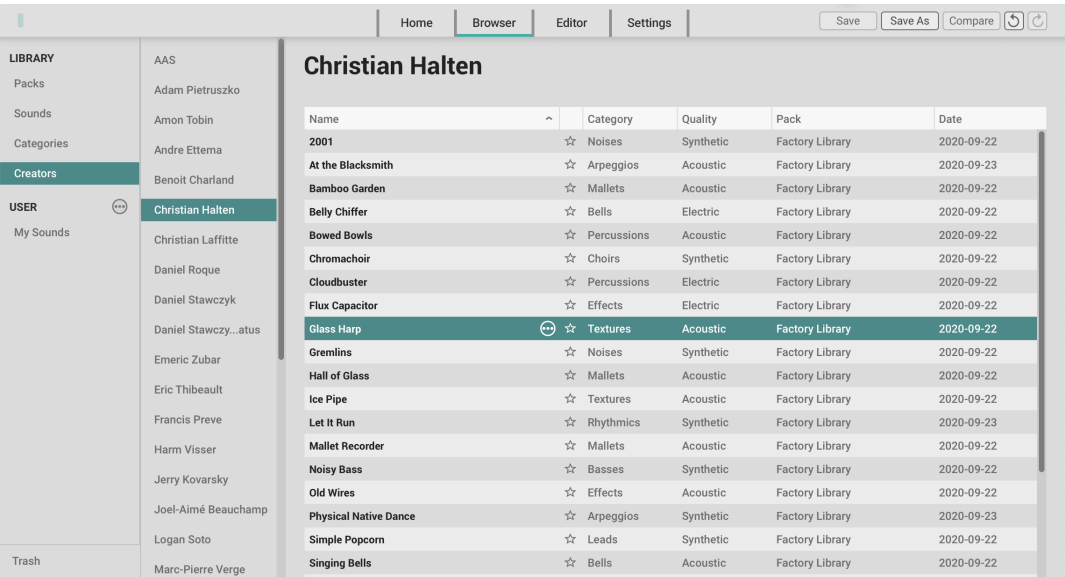 Home Browser Editor Settings Save Save As Compare
LIBRARY
Packs
Sounds
Categories
Creators
USER
My Sounds
Trash
AAS
Adam Pietruszko
Amon Tobin
Andre Ettema
Benoit Charland
Christian Halten
Christian Laffitte
Daniel Roque
Daniel Stawczyk
Daniel Stawczy...atus
Emeric Zubar
Eric Thibeault
Francis Preve
Harm Visser
Jerry Kovarsky
Joel-Aimé Beauchamp
Logan Soto
Marc-Pierre Verge
Christian Halten
Name Category Quality Pack Date
2001 Noises Synthetic Factory Library 2020-09-22
At the Blacksmith Arpeggios Acoustic Factory Library 2020-09-23
Bamboo Garden Mallets Acoustic Factory Library 2020-09-22
Belly Chiffer Bells Electric Factory Library 2020-09-22
Bowed Bowls Percussions Acoustic Factory Library 2020-09-22
Chromachoir Choirs Synthetic Factory Library 2020-09-22
Cloudbuster Percussions Electric Factory Library 2020-09-22
Flux Capacitor Effects Electric Factory Library 2020-09-22
Glass Harp Textures Acoustic Factory Library 2020-09-22
Gremlins Noises Synthetic Factory Library 2020-09-22
Hall of Glass Mallets Acoustic Factory Library 2020-09-22
Ice Pipe Textures Acoustic Factory Library 2020-09-22
Let It Run Rhythmics Synthetic Factory Library 2020-09-23
Mallet Recorder Mallets Acoustic Factory Library 2020-09-22
Noisy Bass Basses Synthetic Factory Library 2020-09-22
Old Wires Effects Acoustic Factory Library 2020-09-22
Physical Native Dance Arpeggios Synthetic Factory Library 2020-09-23
Simple Popcorn Leads Synthetic Factory Library 2020-09-22
Singing Bells Bells Acoustic Factory Library 2020-09-22